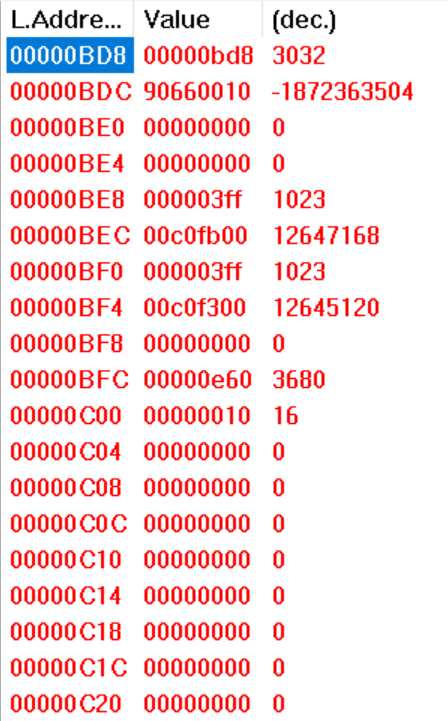 L.Addre... Value (dec.)
00000BD8 00000bd8 3032
00000BDC 90660010 -1872363504
00000BE0 00000000 0
00000BE4 00000000 0
00000BE8 000003ff 1023
00000BEC 00c0fb00 12647168
00000BF0 000003ff 1023
00000BF4 00c0f300 12645120
00000BF8 00000000 0
00000BFC 00000e60 3680
00000C00 00000010 16
00000C04 00000000 0
00000C08 00000000 0
00000C0C 00000000 0
00000C10 00000000 0
00000C14 00000000 0
00000C18 00000000 0
00000C1C 00000000 0
00000C20 00000000 0